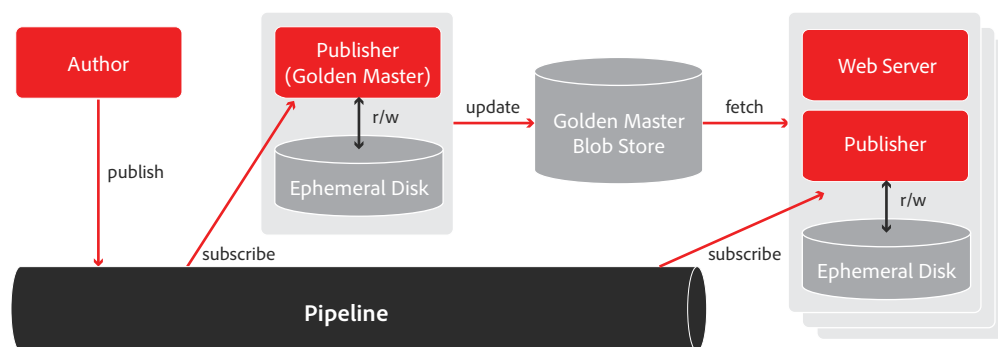 Author
publish
Publisher
(Golden Master)
r/w
Ephemeral Disk
subscribe
update
Golden Master
Blob Store
fetch
Web Server
Publisher
r/w
Ephemeral Disk
subscribe
Pipeline